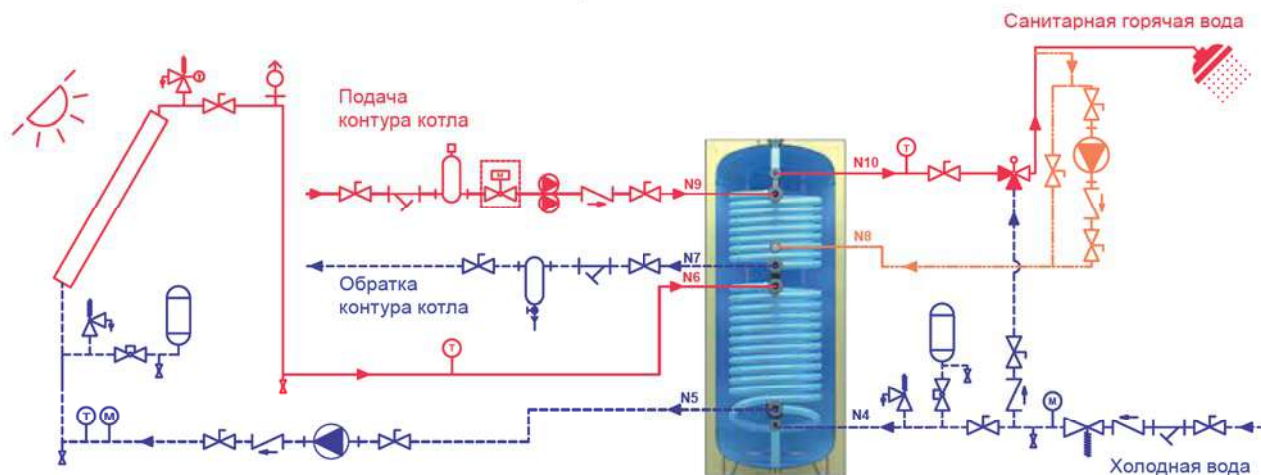 Санитарная горячая вода
T
Подача
контура котла
M
N9
N10
T
N8
N7
N6
Обратка
контура котла
T
N5
N4
T
M
M
Холодная вода